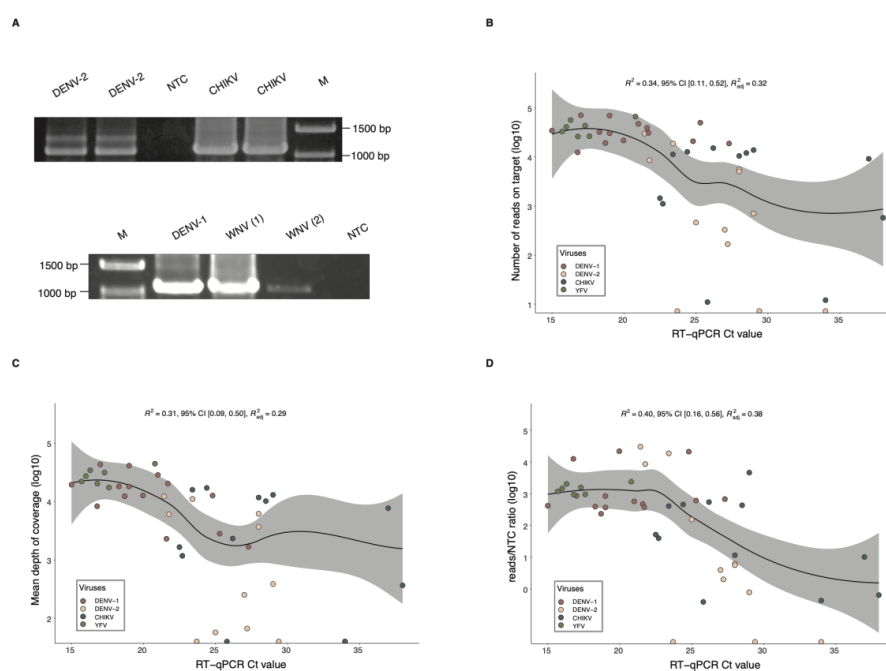 A
DENV-2
DENV-2
NTC
CHIKV
CHIKV
M
1500 bp
1000 bp
M
DENV-1
WNV (1)
WNV (2)
NTC
1500 bp
1000 bp
B
R² = 0.34, 95% CI [0.11, 0.52], R²adj = 0.32
Number of reads on target (log10)
5
4
3
2
1
Viruses
DENV-1
DENV-2
CHIKV
YFV
15 20 25 30 35
RT-qPCR Ct value
C
R² = 0.31, 95% CI [0.09, 0.50], R²adj = 0.29
Mean depth of coverage (log10)
5
4
3
2
Viruses
DENV-1
DENV-2
CHIKV
YFV
15 20 25 30 35
RT-qPCR Ct value
D
R² = 0.40, 95% CI [0.16, 0.56], R²adj = 0.38
reads/NTC ratio (log10)
5
4
3
2
1
0
Viruses
DENV-1
DENV-2
CHIKV
YFV
15 20 25 30 35
RT-qPCR Ct value